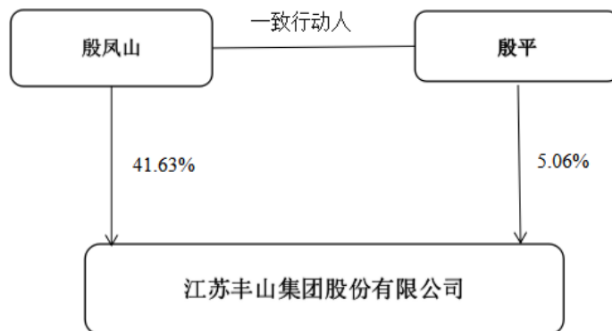 一致行动人
殷凤山
殷平
41.63%
5.06%
江苏丰山集团股份有限公司